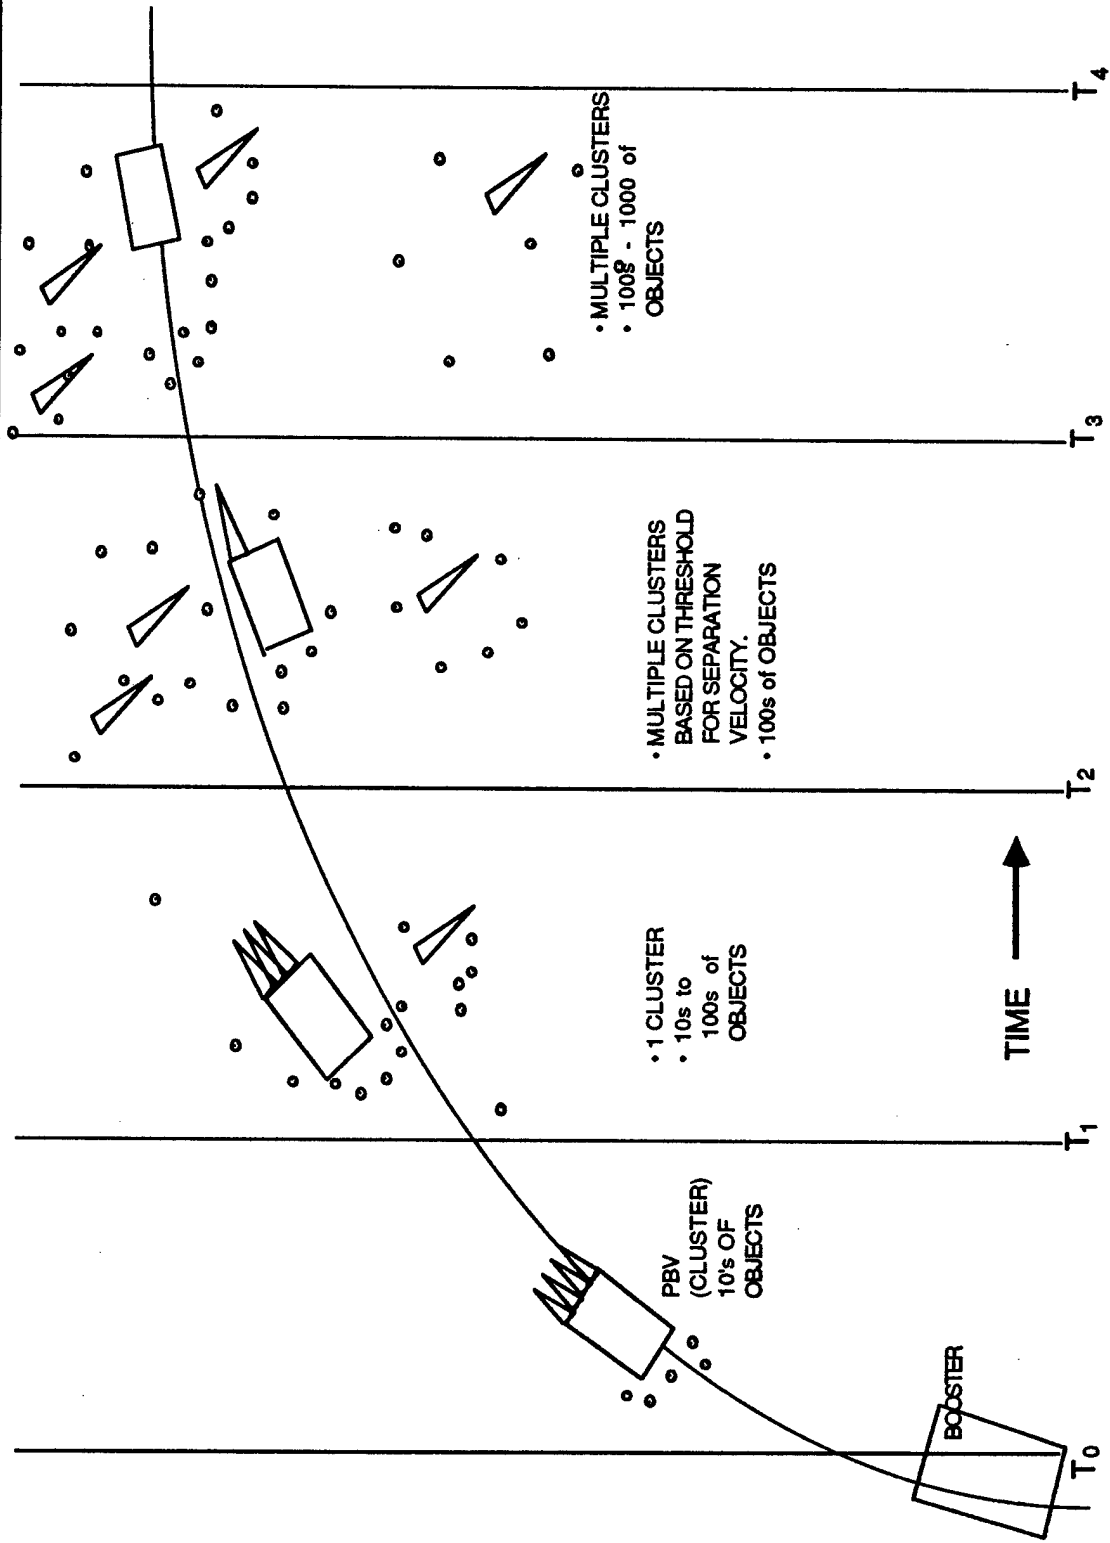 BOOSTER
PBV
(CLUSTER)
10's OF
OBJECTS
• 1 CLUSTER
• 10s to
100s of
OBJECTS
• MULTIPLE CLUSTERS
BASED ON THRESHOLD
FOR SEPARATION
VELOCITY.
• 100s of OBJECTS
• MULTIPLE CLUSTERS
• 100s - 1000 of
OBJECTS
TIME
T0
T1
T2
T3
T4